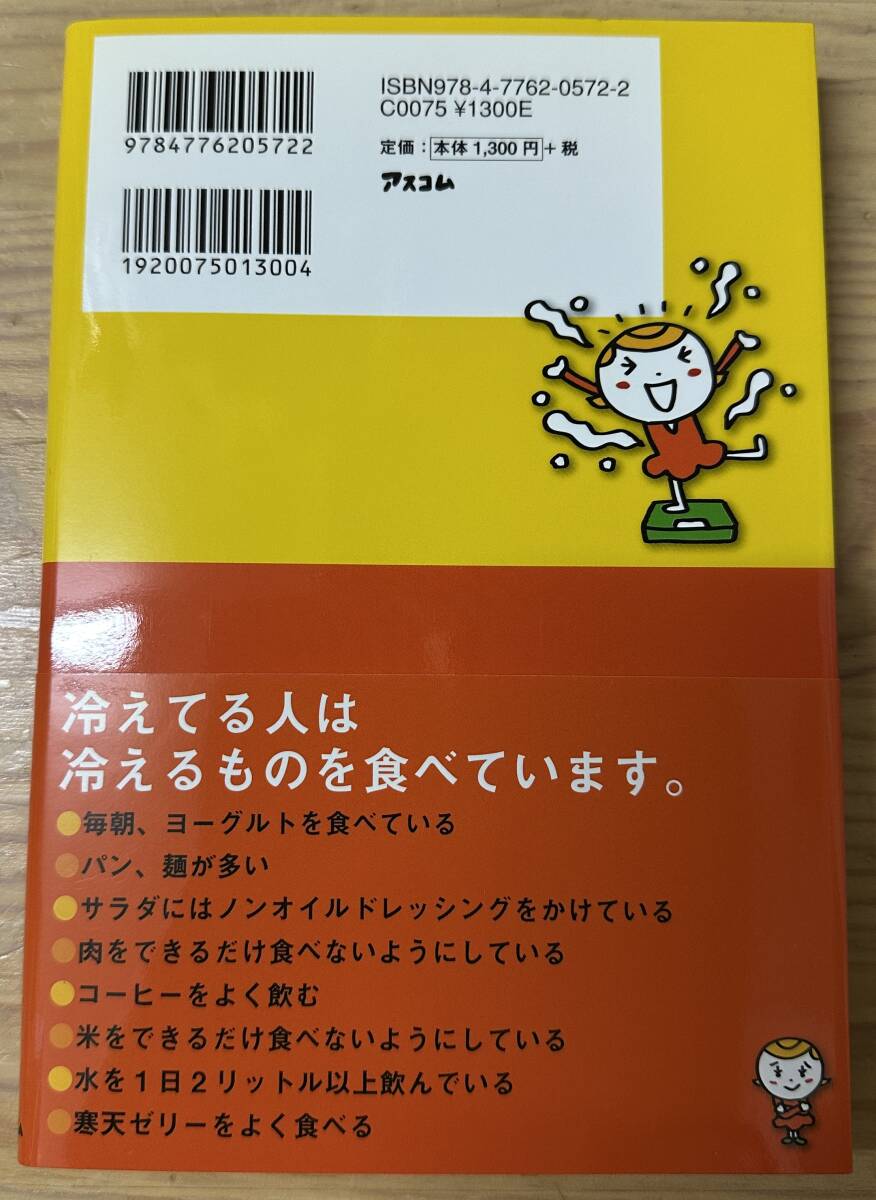 9784776205722
1920075013004
ISBN978-4-7762-0572-2
C0075 ¥1300E
定価：本体1,300円＋税
アスコム
冷えてる人は
冷えるものを食べています。
●毎朝、ヨーグルトを食べている
●パン、麺が多い
●サラダにはノンオイルドレッシングをかけている
●肉をできるだけ食べないようにしている
●コーヒーをよく飲む
●米をできるだけ食べないようにしている
●水を1日2リットル以上飲んでいる
●寒天ゼリーをよく食べる